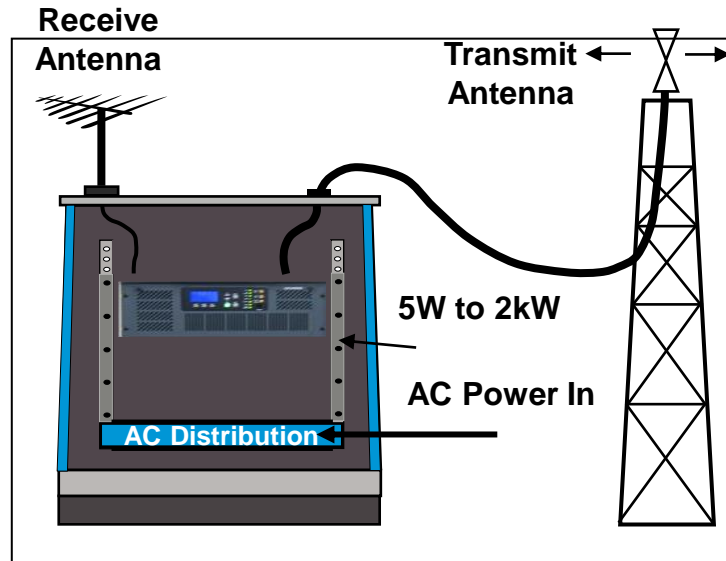 Receive
Antenna
Transmit
Antenna
5W to 2kW
AC Power In
AC Distribution